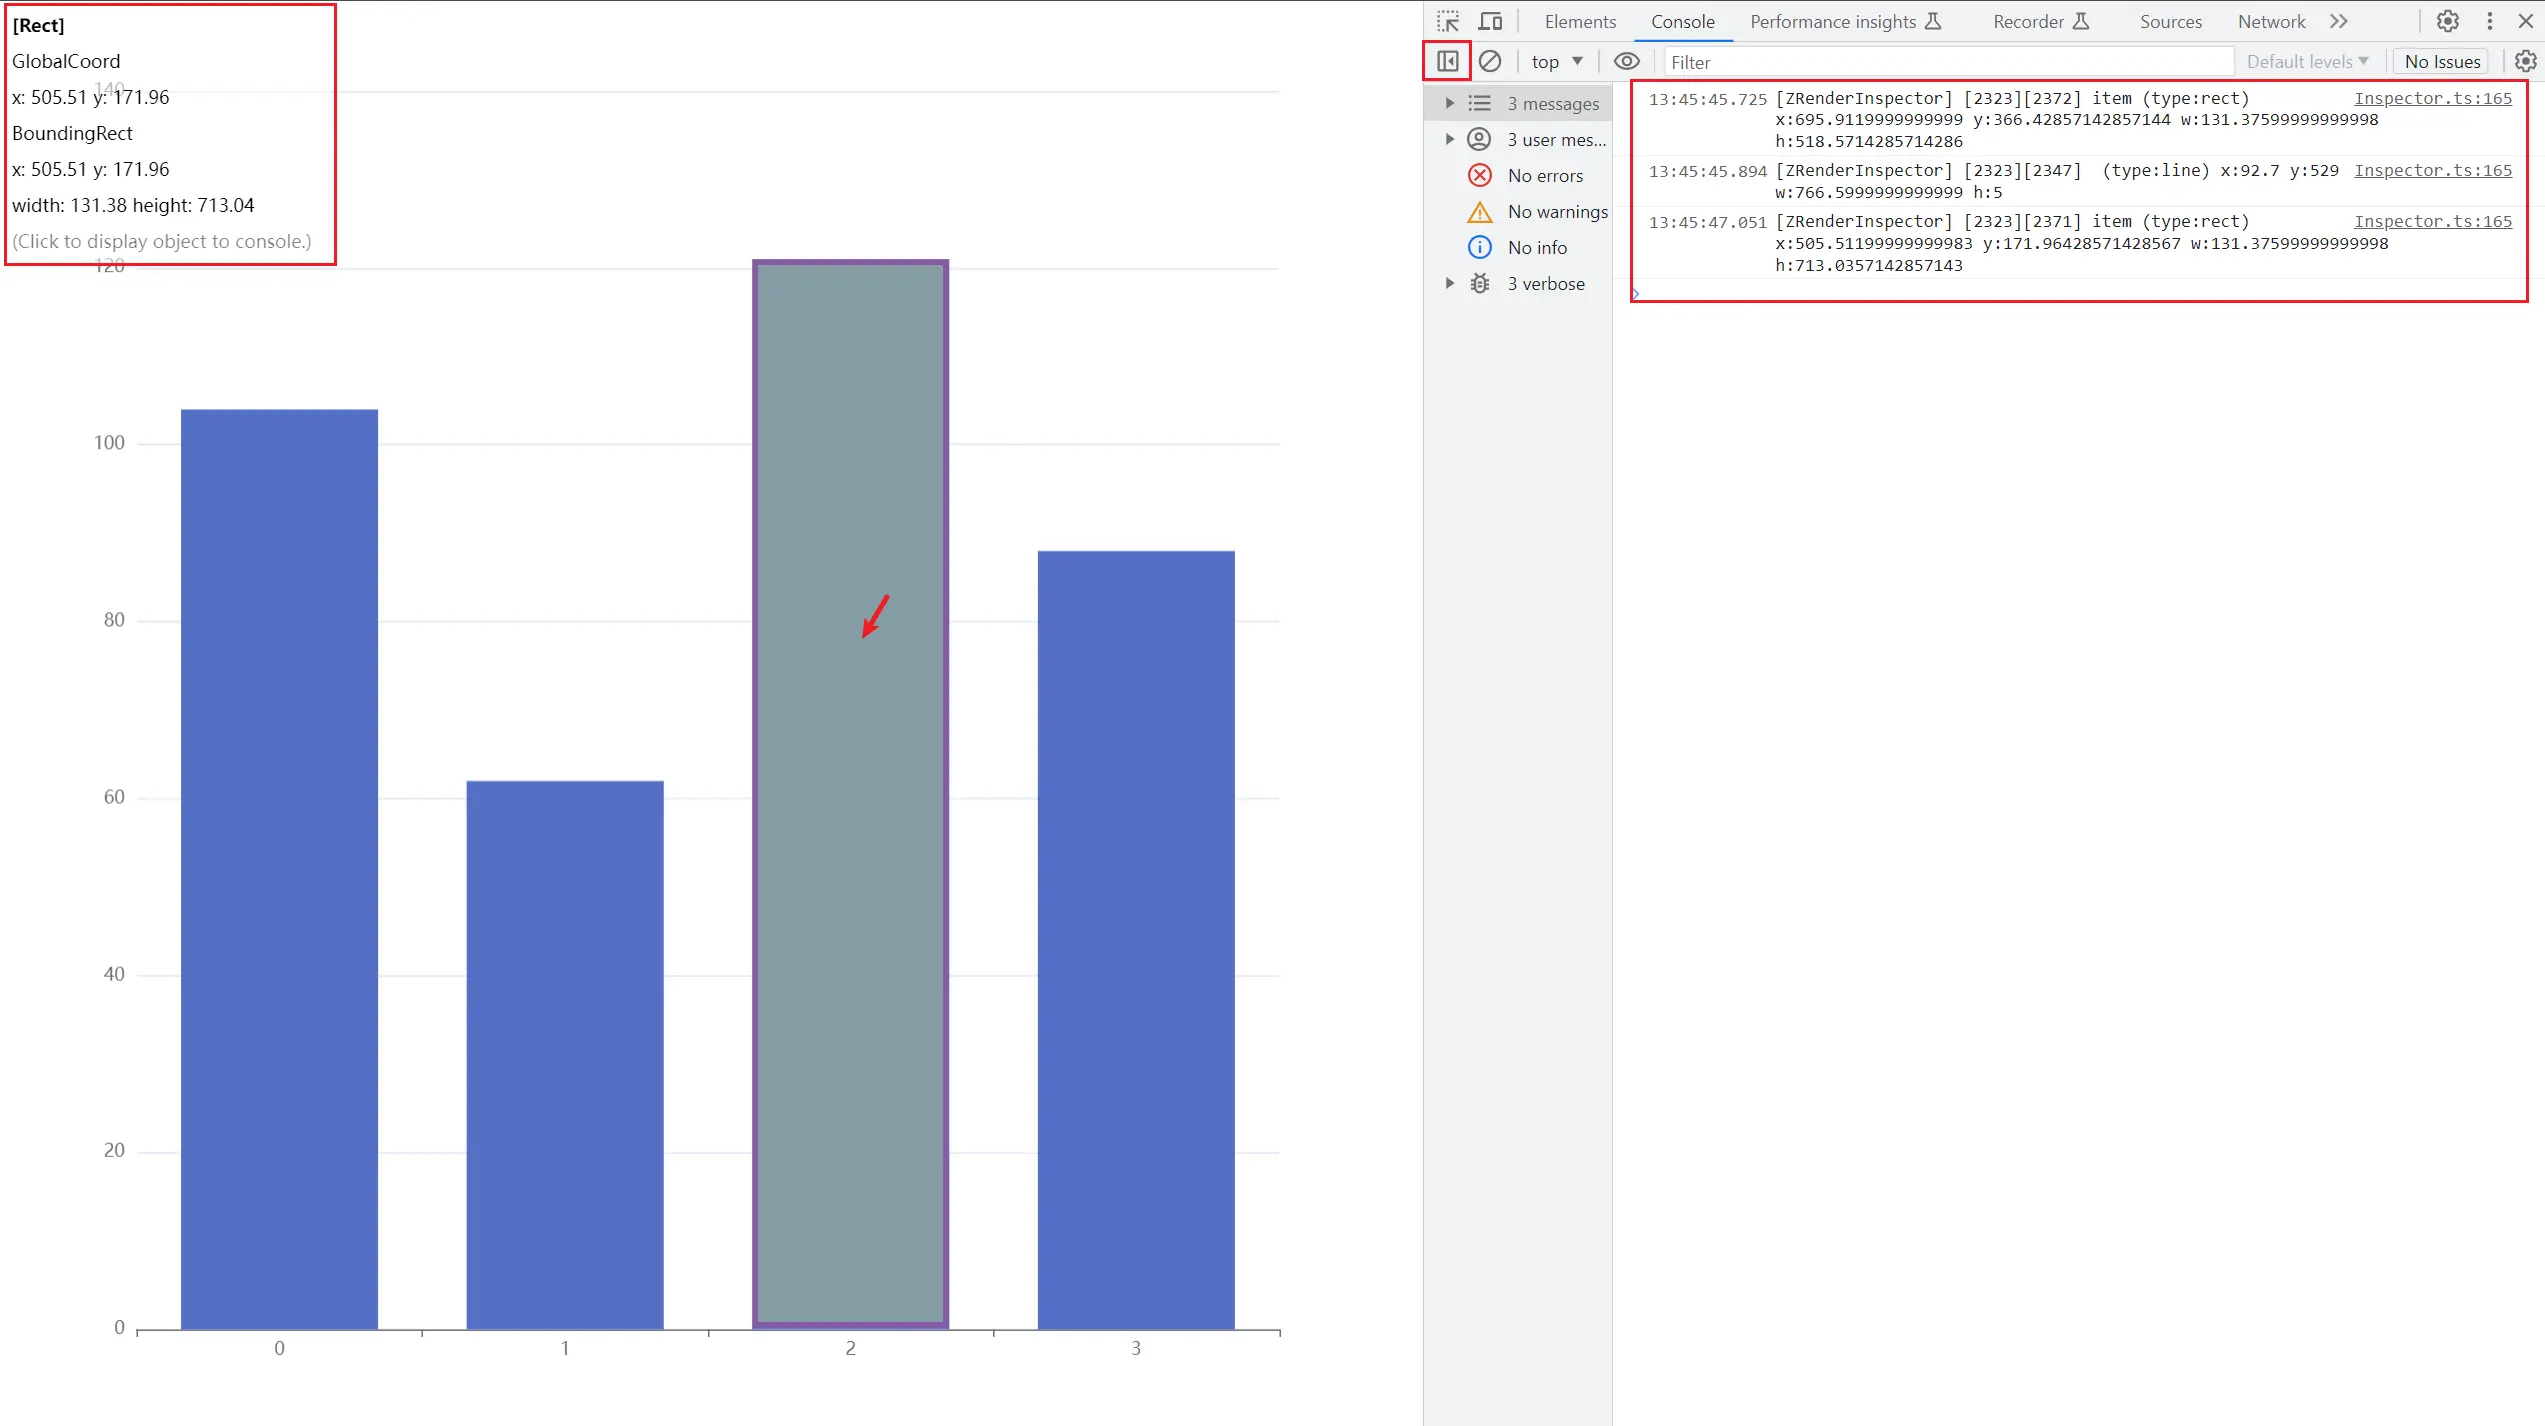 [Rect]
GlobalCoord
x: 505.51 y: 171.96
BoundingRect
x: 505.51 y: 171.96
width: 131.38 height: 713.04
(Click to display object to console.)
140
120
100
80
60
40
20
0
0 1 2 3
Elements Console Performance insights Recorder Sources Network
top Filter Default levels No Issues
3 messages
3 user mes...
No errors
No warnings
No info
3 verbose
13:45:45.725 [ZRenderInspector] [2323][2372] item (type:rect) Inspector.ts:165
x:695.9119999999999 y:366.42857142857144 w:131.37599999999998
h:518.5714285714286
13:45:45.894 [ZRenderInspector] [2323][2347] (type:line) x:92.7 y:529 Inspector.ts:165
w:766.5999999999999 h:5
13:45:47.051 [ZRenderInspector] [2323][2371] item (type:rect) Inspector.ts:165
x:505.51199999999983 y:171.96428571428567 w:131.37599999999998
h:713.0357142857143